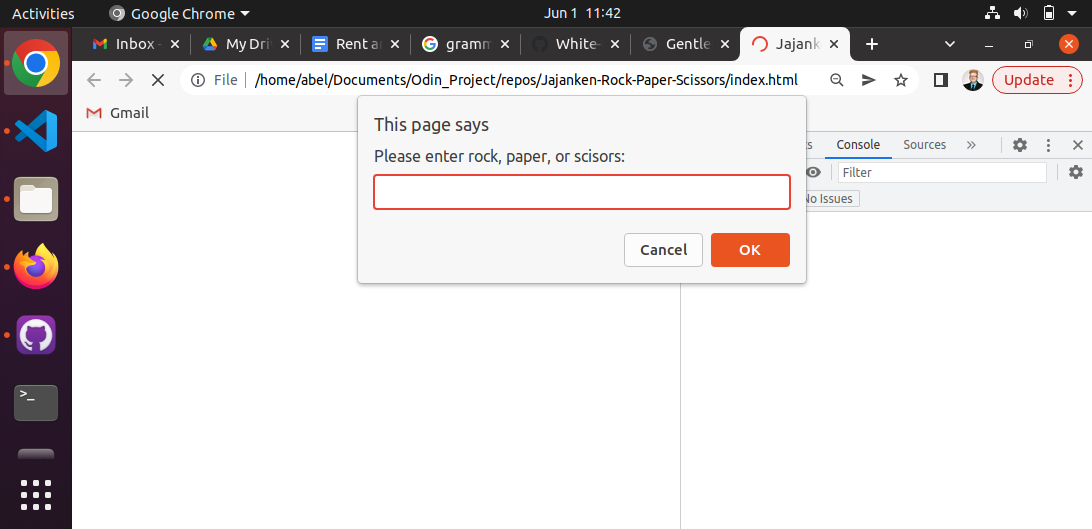 Activities Google Chrome Jun 1 11:42
Inbox - My Dri Rent a gramm White- Gentle Jajank
File /home/abel/Documents/Odin_Project/repos/Jajanken-Rock-Paper-Scissors/index.html Update
Gmail
This page says
Please enter rock, paper, or scisors:
Cancel OK
Console Sources »
Filter
No Issues
>_